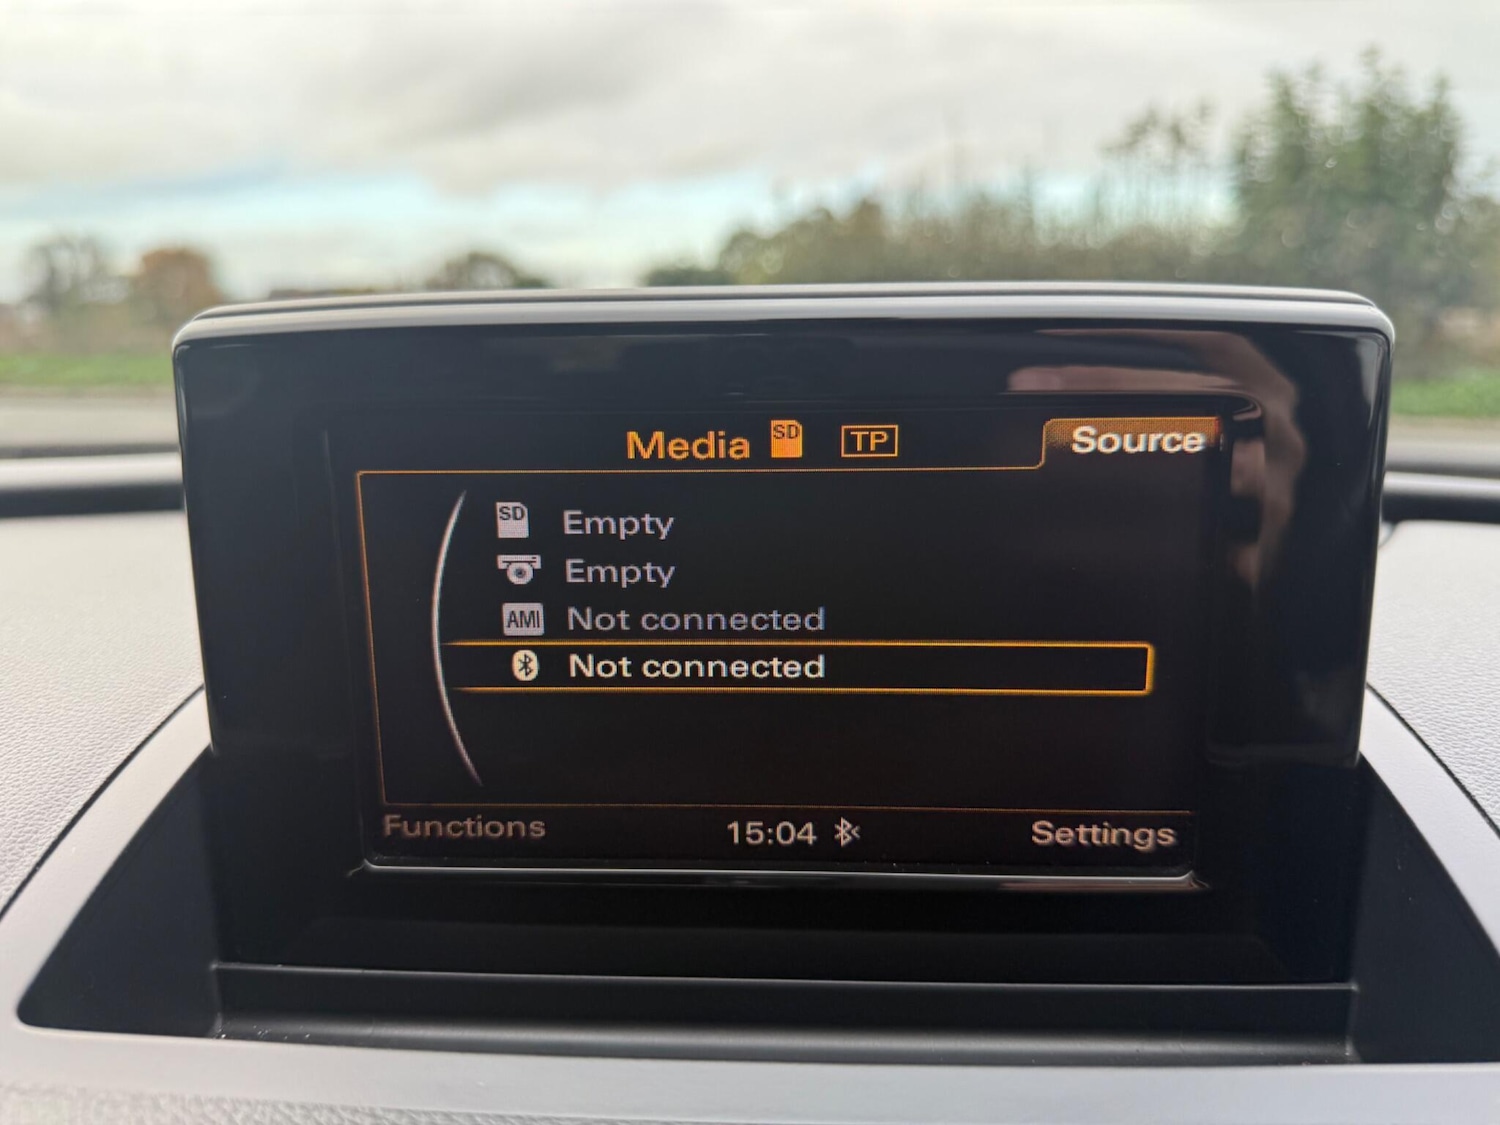 Media SD TP Source
SD Empty
Empty
AMI Not connected
Not connected
Functions 15:04 Settings